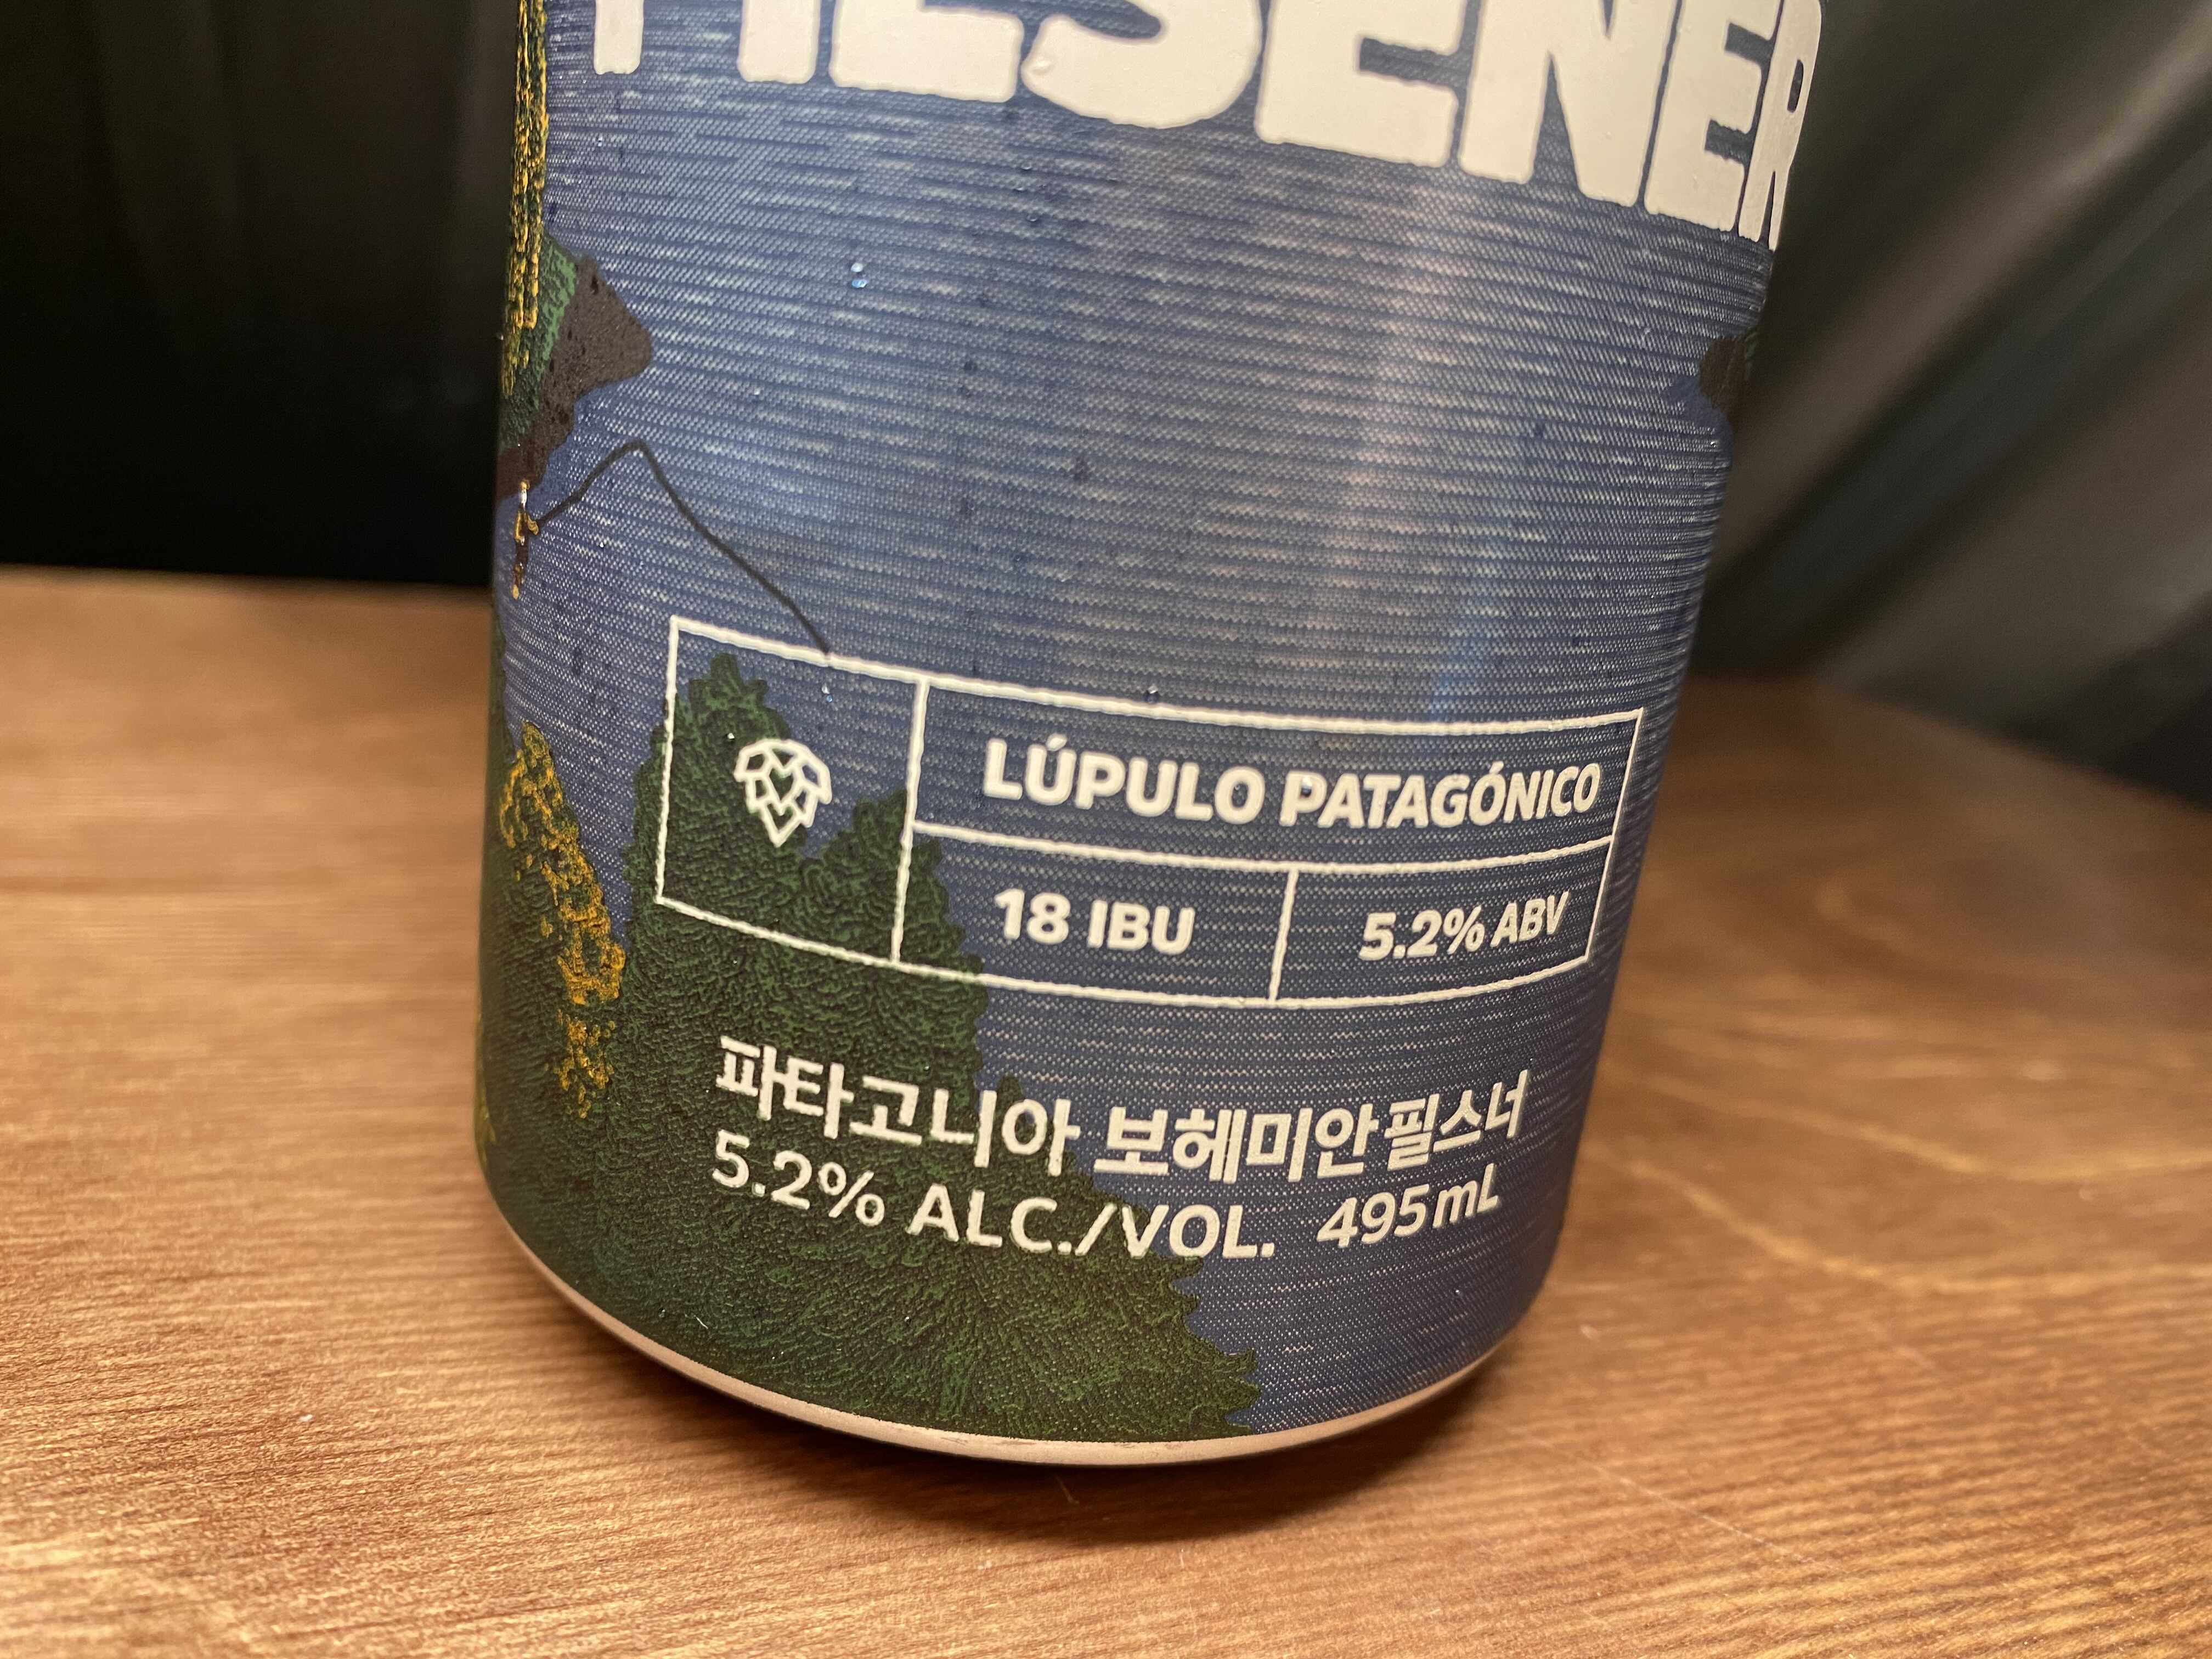 PILSENER
LÚPULO PATAGÓNICO
18 IBU
5.2% ABV
파타고니아 보헤미안 필스너
5.2% ALC./VOL. 495mL